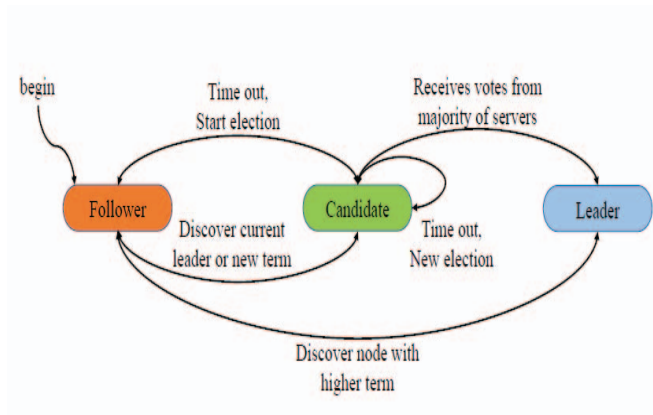 begin
Time out,
Start election
Receives votes from
majority of servers
Follower
Candidate
Leader
Discover current
leader or new term
Time out,
New election
Discover node with
higher term